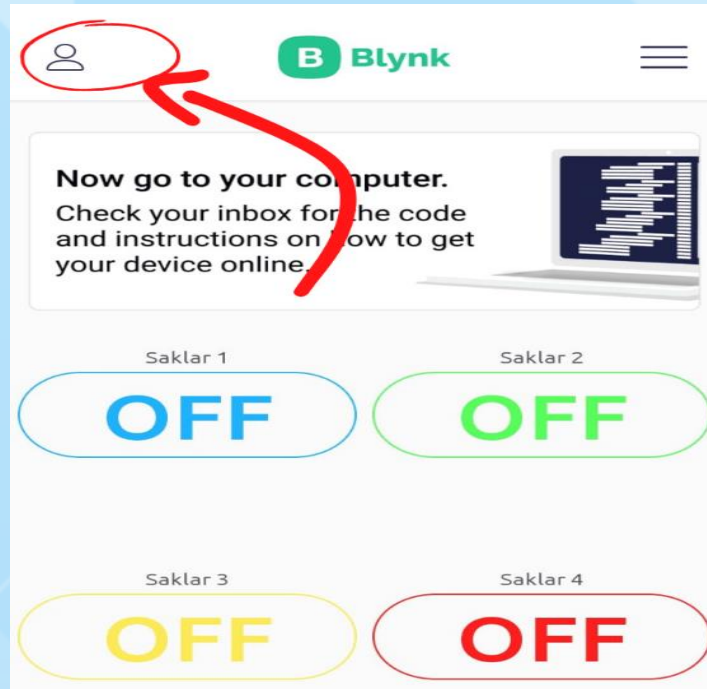 B Blynk
Now go to your computer.
Check your inbox for the code
and instructions on how to get
your device online.
Saklar 1
Saklar 2
OFF
OFF
Saklar 3
Saklar 4
OFF
OFF